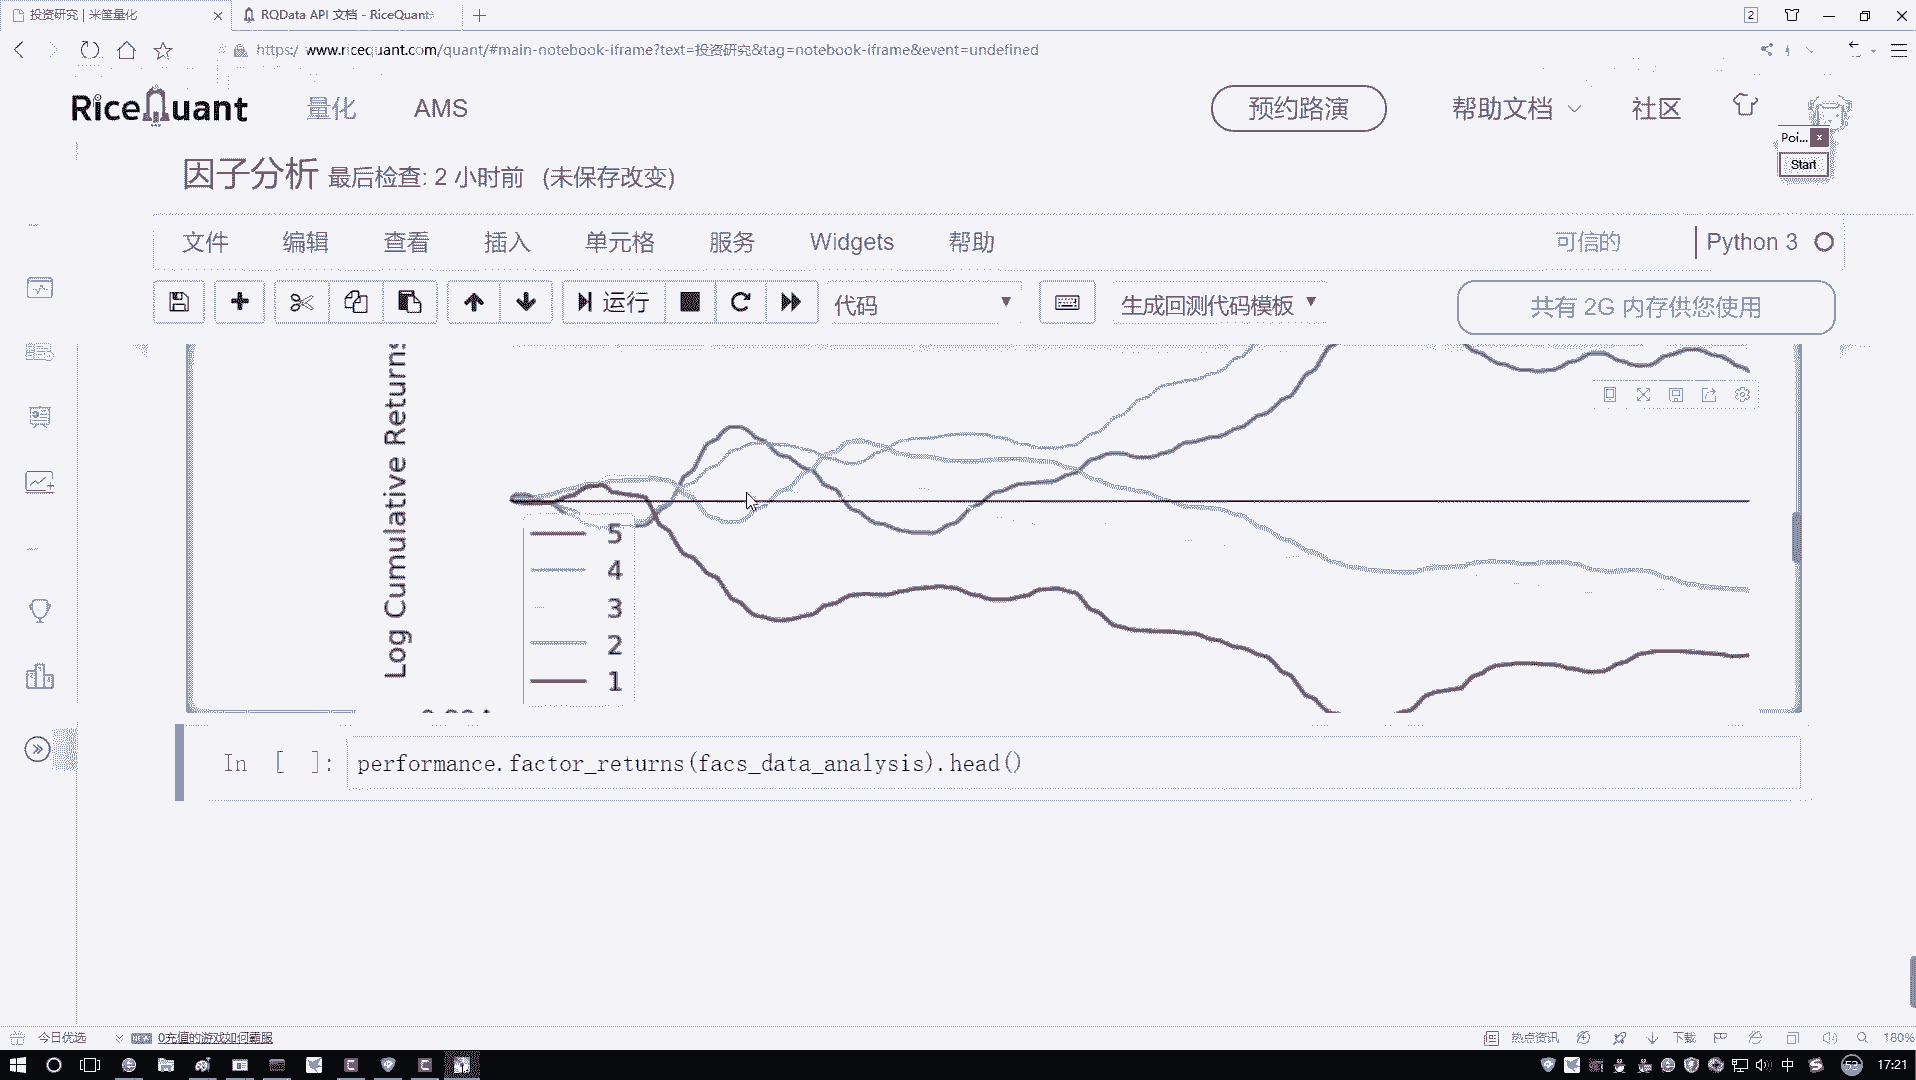 投资研究 | 米筐量化
RQData API 文档 - RiceQuant
2
https:/ www.ricequant.com/quant/#main-notebook-iframe?text=投资研究&tag=notebook-iframe&event=undefined
RiceQuant 量化 AMS 预约路演 帮助文档 社区
Poi...
Start
因子分析 最后检查: 2 小时前 (未保存改变)
文件 编辑 查看 插入 单元格 服务 Widgets 帮助 可信的 Python 3
运行 代码 生成回测代码模板 共有 2G 内存供您使用
Log Cumulative Returns
5
4
3
2
1
In [ ]: performance.factor_returns(facs_data_analysis).head()
今日优选 NEW 0充值的游戏如何霸服 热点资讯 下载 180%
中 53 17:21